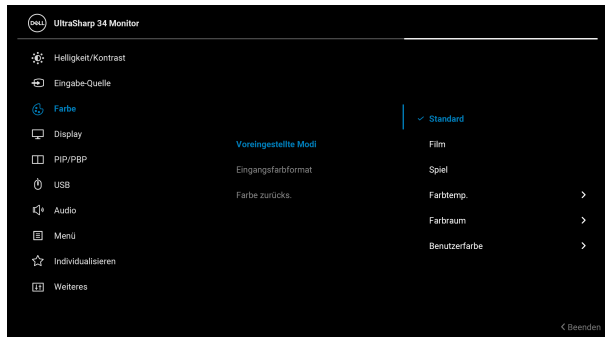 DELL UltraSharp 34 Monitor
Helligkeit/Kontrast
Eingabe-Quelle
Farbe
Display
PIP/PBP
USB
Audio
Menü
Individualisieren
Weiteres
Voreingestellte Modi
Eingangsfarbformat
Farbe zurücks.
Standard
Film
Spiel
Farbtemp.
Farbraum
Benutzerfarbe
Beenden